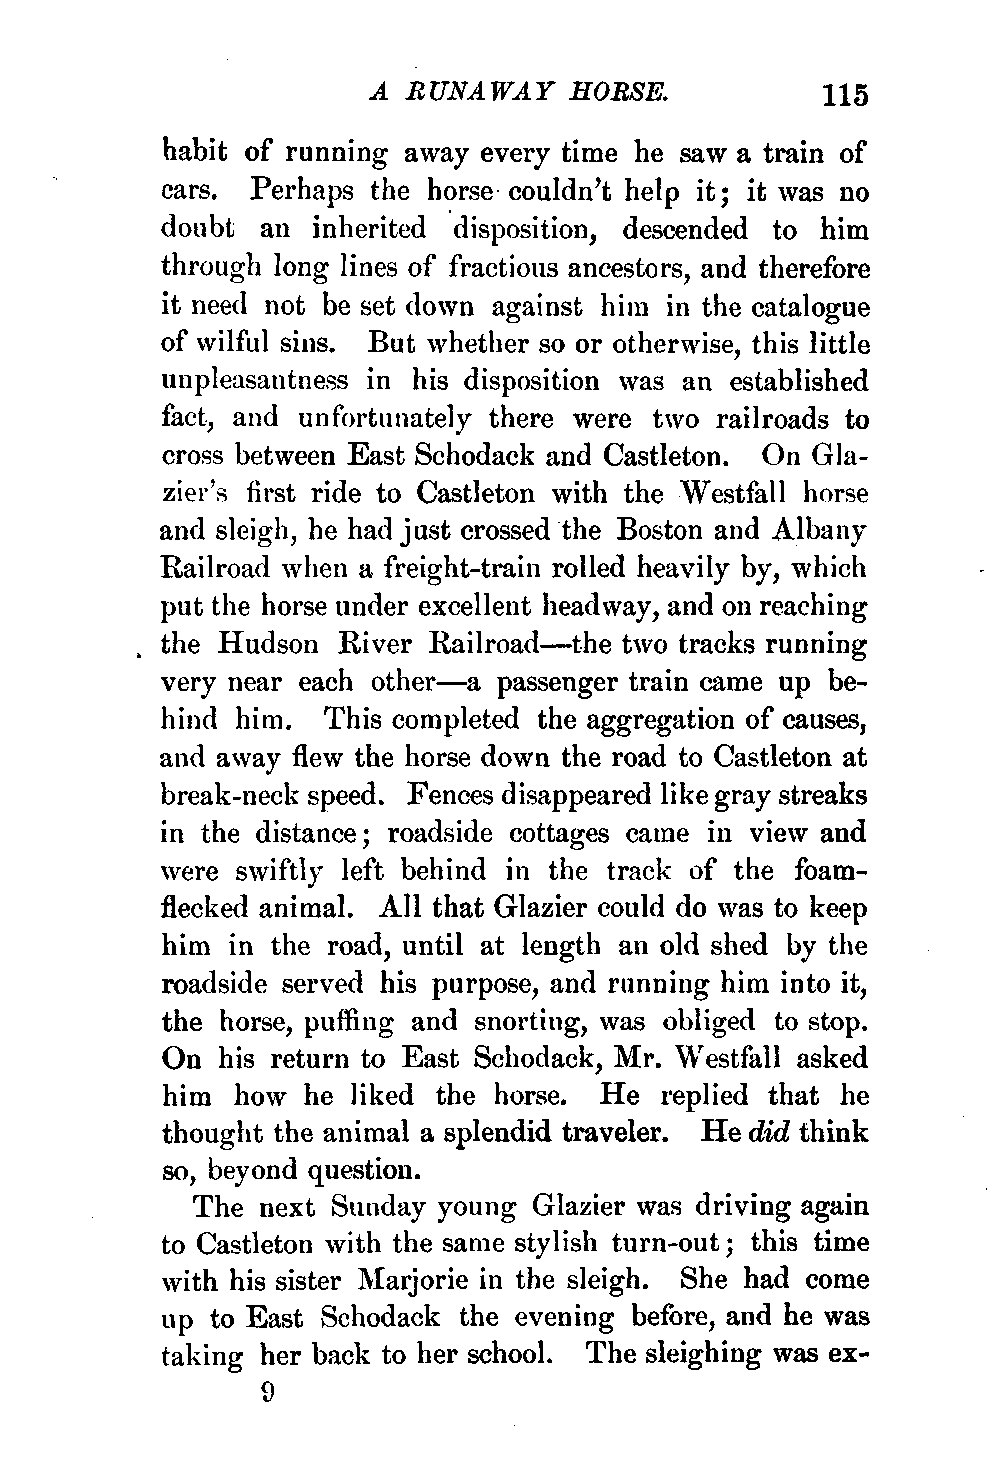 A RUNAWAY HORSE. 115
habit of running away every time he saw a train of
cars. Perhaps the horse couldn't help it; it was no
doubt an inherited disposition, descended to him
through long lines of fractious ancestors, and therefore
it need not be set down against him in the catalogue
of wilful sins. But whether so or otherwise, this little
unpleasantness in his disposition was an established
fact, and unfortunately there were two railroads to
cross between East Schodack and Castleton. On Gla-
zier's first ride to Castleton with the Westfall horse
and sleigh, he had just crossed the Boston and Albany
Railroad when a freight-train rolled heavily by, which
put the horse under excellent headway, and on reaching
the Hudson River Railroad—the two tracks running
very near each other—a passenger train came up be-
hind him. This completed the aggregation of causes,
and away flew the horse down the road to Castleton at
break-neck speed. Fences disappeared like gray streaks
in the distance; roadside cottages came in view and
were swiftly left behind in the track of the foam-
flecked animal. All that Glazier could do was to keep
him in the road, until at length an old shed by the
roadside served his purpose, and running him into it,
the horse, puffing and snorting, was obliged to stop.
On his return to East Schodack, Mr. Westfall asked
him how he liked the horse. He replied that he
thought the animal a splendid traveler. He did think
so, beyond question.
The next Sunday young Glazier was driving again
to Castleton with the same stylish turn-out; this time
with his sister Marjorie in the sleigh. She had come
up to East Schodack the evening before, and he was
taking her back to her school. The sleighing was ex-
9